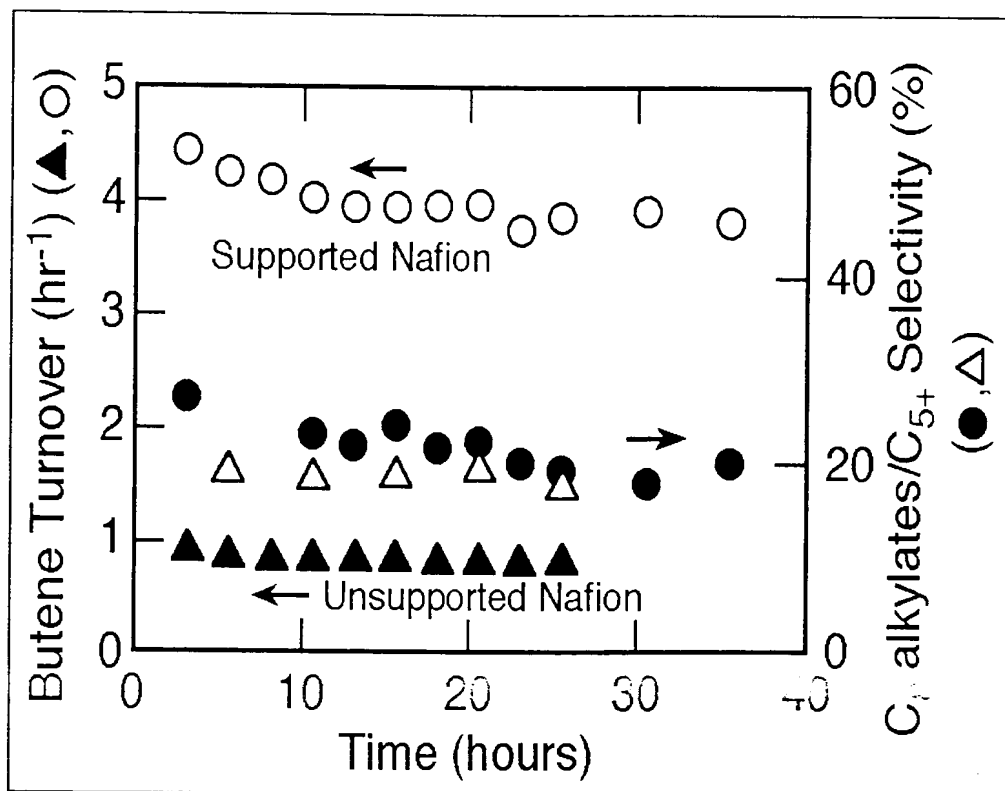 Butene Turnover (hr⁻¹) (▲,○)
5
4
3
2
1
0
Supported Nafion
Unsupported Nafion
60
40
20
0
C alkylates/C₅₊ Selectivity (%)
(●,△)
0 10 20 30 40
Time (hours)